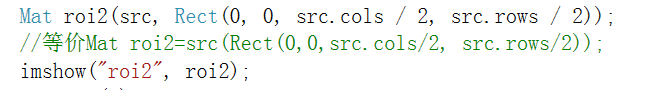 Mat roi2(src, Rect(0, 0, src.cols / 2, src.rows / 2));
//等价Mat roi2=src(Rect(0,0,src.cols/2, src.rows/2));
imshow("roi2", roi2);